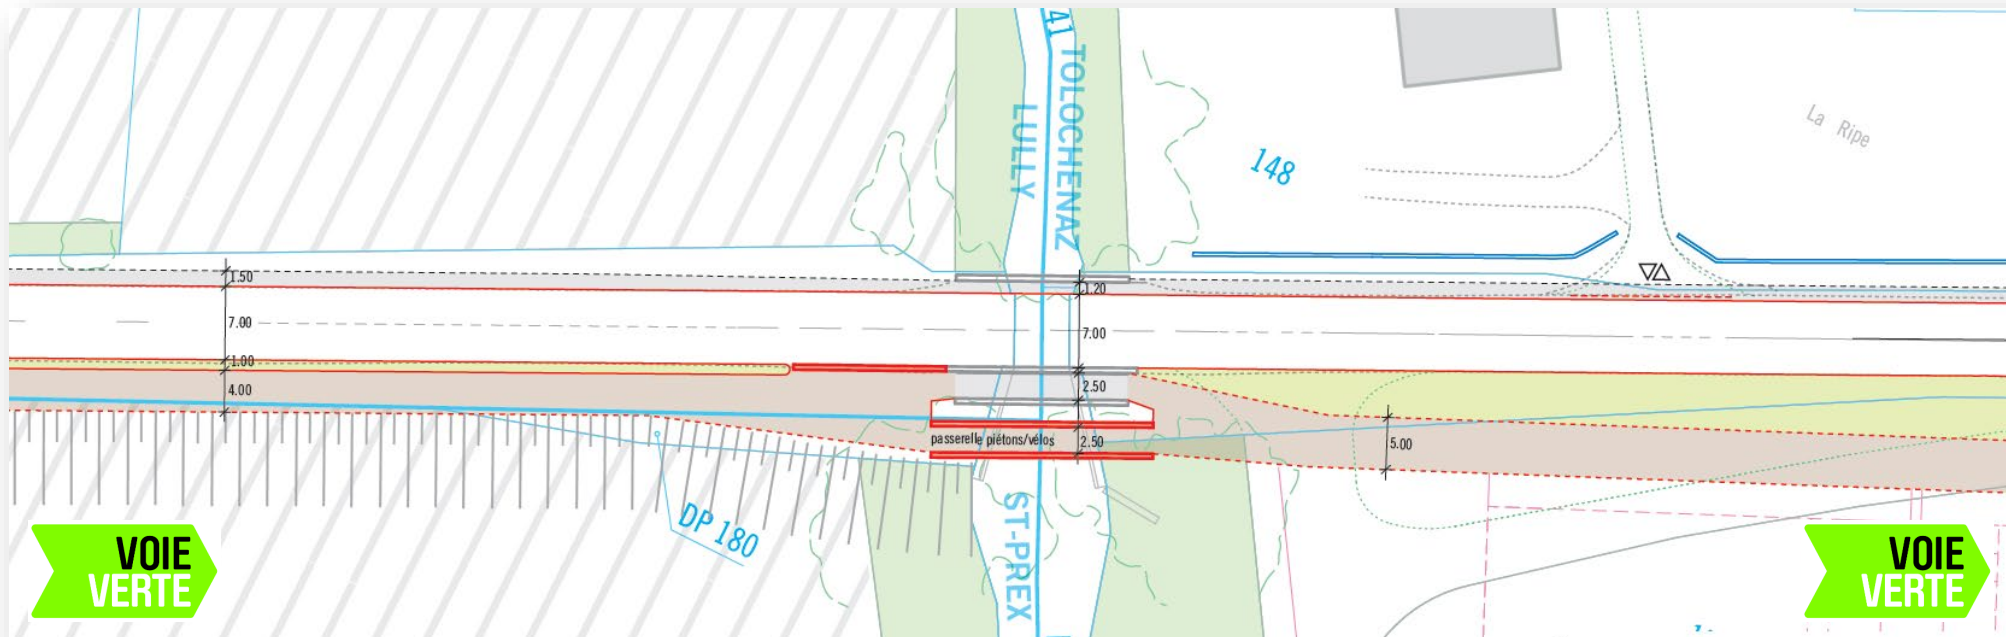 41
TOLOCHENAZ
LULLY
148
La Ripe
1.50
1.20
7.00
7.00
1.00
4.00
2.50
passerelle piétons/vélos
2.50
5.00
DP 180
ST-PREX
VOIE
VERTE
VOIE
VERTE